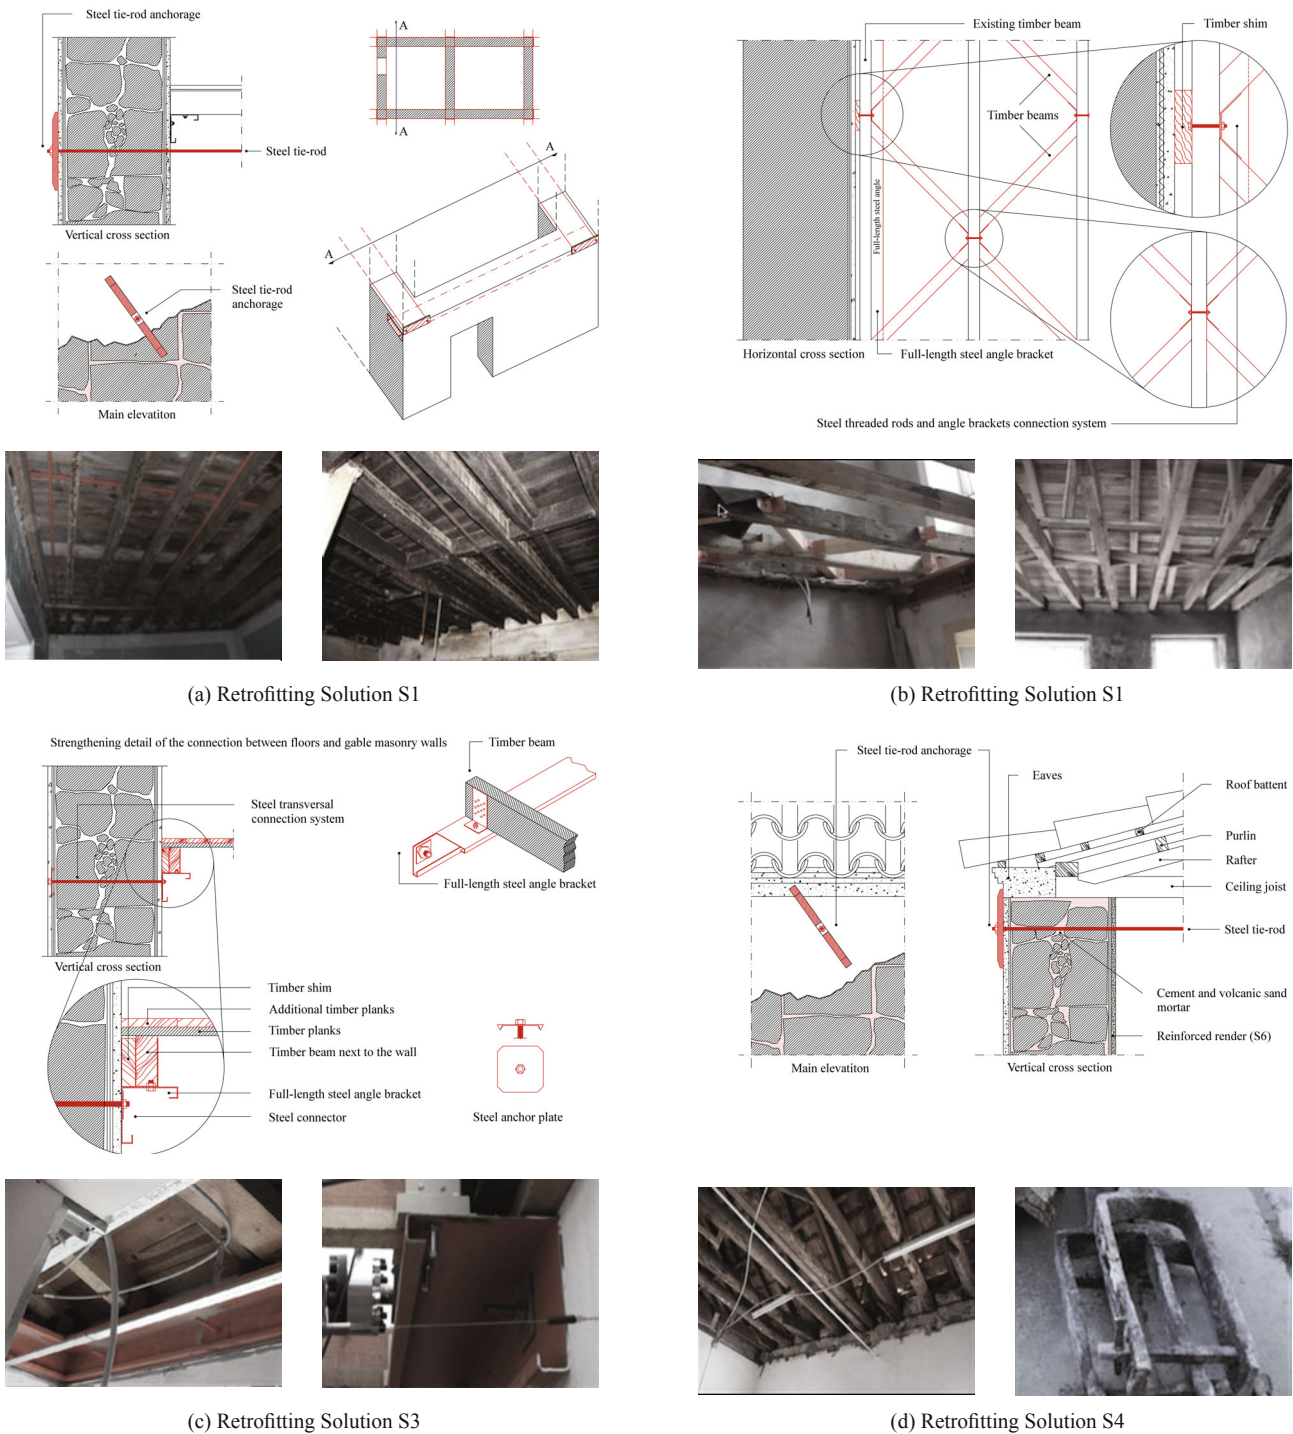 Steel tie-rod anchorage
A
A
Steel tie-rod
Vertical cross section
A
A
Steel tie-rod
anchorage
Main elevatiton
Existing timber beam
Timber shim
Timber beams
Full-length steel angle
Horizontal cross section
Full-length steel angle bracket
Steel threaded rods and angle brackets connection system
(a) Retrofitting Solution S1
(b) Retrofitting Solution S1
Strengthening detail of the connection between floors and gable masonry walls
Timber beam
Steel transversal
connection system
Full-length steel angle bracket
Vertical cross section
Timber shim
Additional timber planks
Timber planks
Timber beam next to the wall
Full-length steel angle bracket
Steel connector
Steel anchor plate
Steel tie-rod anchorage
Eaves
Roof battent
Purlin
Rafter
Ceiling joist
Steel tie-rod
Cement and volcanic sand
mortar
Reinforced render (S6)
Main elevatiton
Vertical cross section
(c) Retrofitting Solution S3
(d) Retrofitting Solution S4